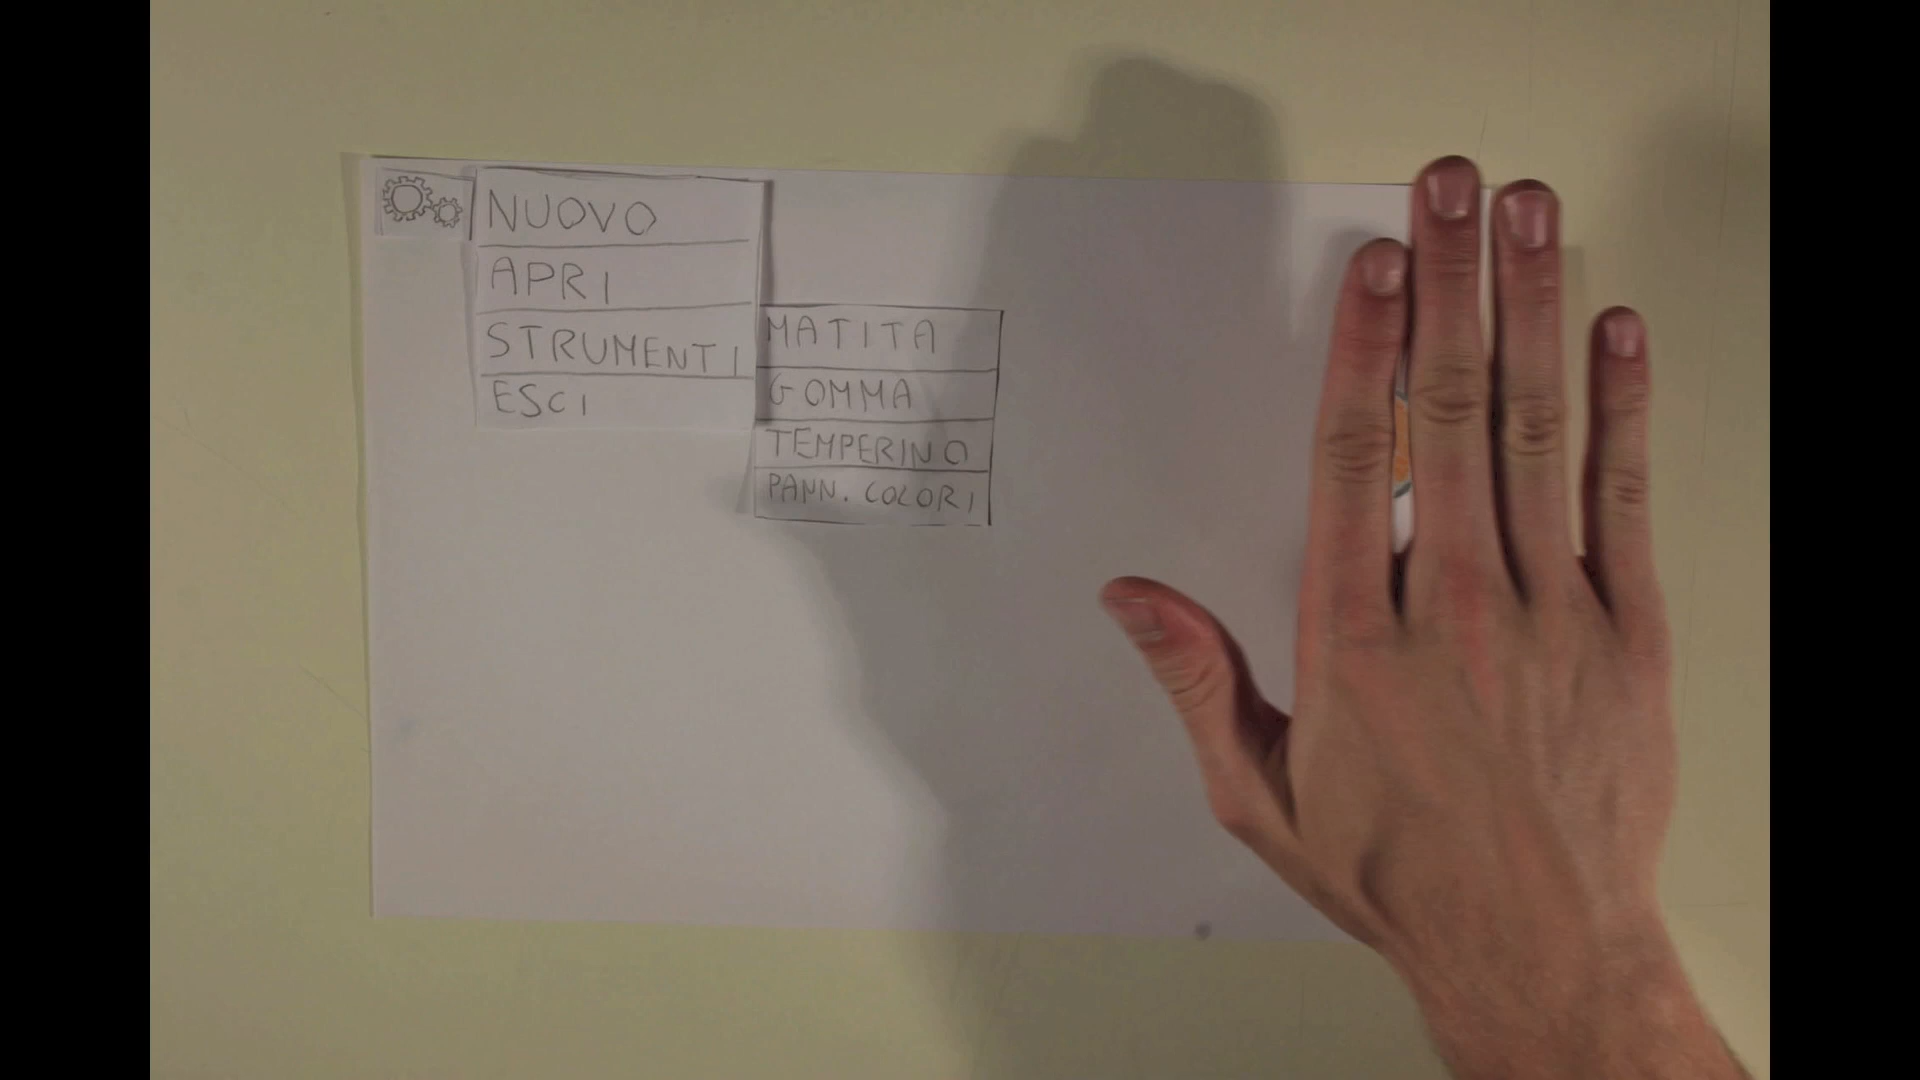 NUOVO
APRI
STRUMENTI
ESCI
MATITA
GOMMA
TEMPERINO
PANN. COLORI